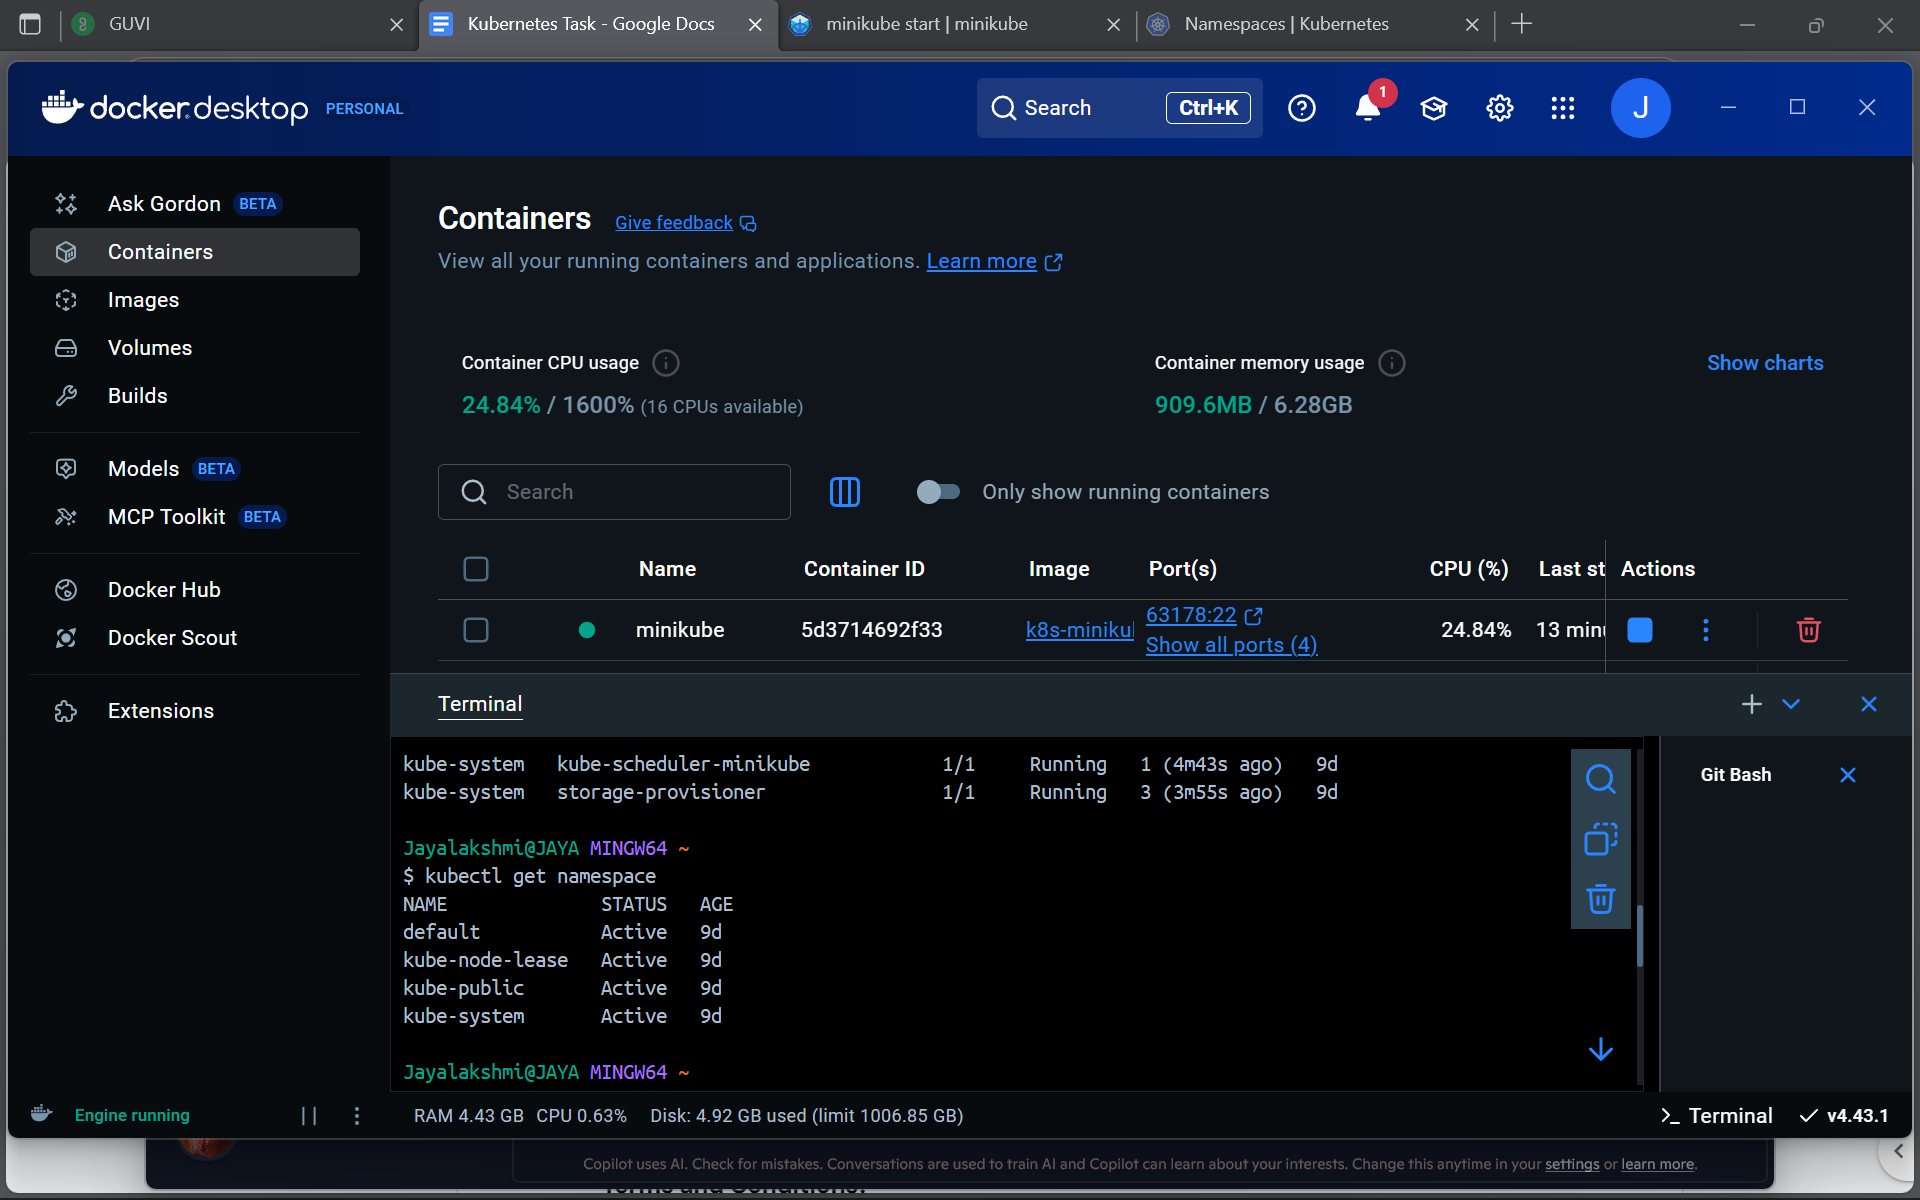 GUVI
Kubernetes Task - Google Docs
minikube start | minikube
Namespaces | Kubernetes
docker.desktop PERSONAL
Search Ctrl+K
1
J
Ask Gordon BETA
Containers
Images
Volumes
Builds
Models BETA
MCP Toolkit BETA
Docker Hub
Docker Scout
Extensions
Containers Give feedback
View all your running containers and applications. Learn more
Container CPU usage
24.84% / 1600% (16 CPUs available)
Container memory usage
909.6MB / 6.28GB
Show charts
Search
Only show running containers
Name Container ID Image Port(s) CPU (%) Last st Actions
minikube 5d3714692f33 k8s-miniku 63178:22 24.84% 13 minu
Show all ports (4)
Terminal
kube-system kube-scheduler-minikube 1/1 Running 1 (4m43s ago) 9d
kube-system storage-provisioner 1/1 Running 3 (3m55s ago) 9d
Jayalakshmi@JAYA MINGW64 ~
$ kubectl get namespace
NAME STATUS AGE
default Active 9d
kube-node-lease Active 9d
kube-public Active 9d
kube-system Active 9d
Jayalakshmi@JAYA MINGW64 ~
Git Bash
Engine running
RAM 4.43 GB CPU 0.63% Disk: 4.92 GB used (limit 1006.85 GB)
Terminal
v4.43.1
Copilot uses AI. Check for mistakes. Conversations are used to train AI and Copilot can learn about your interests. Change this anytime in your settings or learn more.
Terms and Conditions: